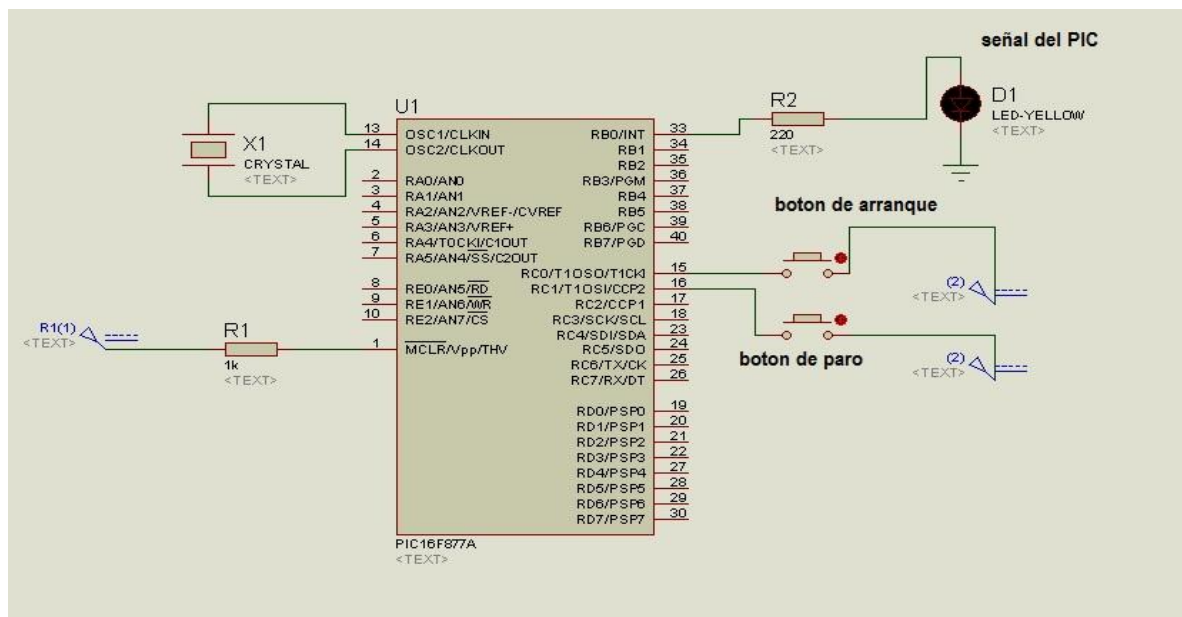 señal del PIC
U1
13 OSC1/CLKIN
14 OSC2/CLKOUT
2 RA0/AN0
3 RA1/AN1
4 RA2/AN2/VREF-/CVREF
5 RA3/AN3/VREF+
6 RA4/T0CKI/C1OUT
7 RA5/AN4/SS/C2OUT
8 RE0/AN5/RD
9 RE1/AN6/WR
10 RE2/AN7/CS
1 MCLR/Vpp/THV
RB0/INT 33
RB1 34
RB2 35
RB3/PGM 36
RB4 37
RB5 38
RB6/PGC 39
RB7/PGD 40
RC0/T1OSO/T1CKI 15
RC1/T1OSI/CCP2 16
RC2/CCP1 17
RC3/SCK/SCL 18
RC4/SDI/SDA 23
RC5/SDO 24
RC6/TX/CK 25
RC7/RX/DT 26
RD0/PSP0 19
RD1/PSP1 20
RD2/PSP2 21
RD3/PSP3 22
RD4/PSP4 27
RD5/PSP5 28
RD6/PSP6 29
RD7/PSP7 30
PIC16F877A
<TEXT>
X1
CRYSTAL
<TEXT>
R1(1)
<TEXT>
R1
1k
<TEXT>
R2
220
<TEXT>
D1
LED-YELLOW
<TEXT>
boton de arranque
(2)
<TEXT>
boton de paro
(2)
<TEXT>